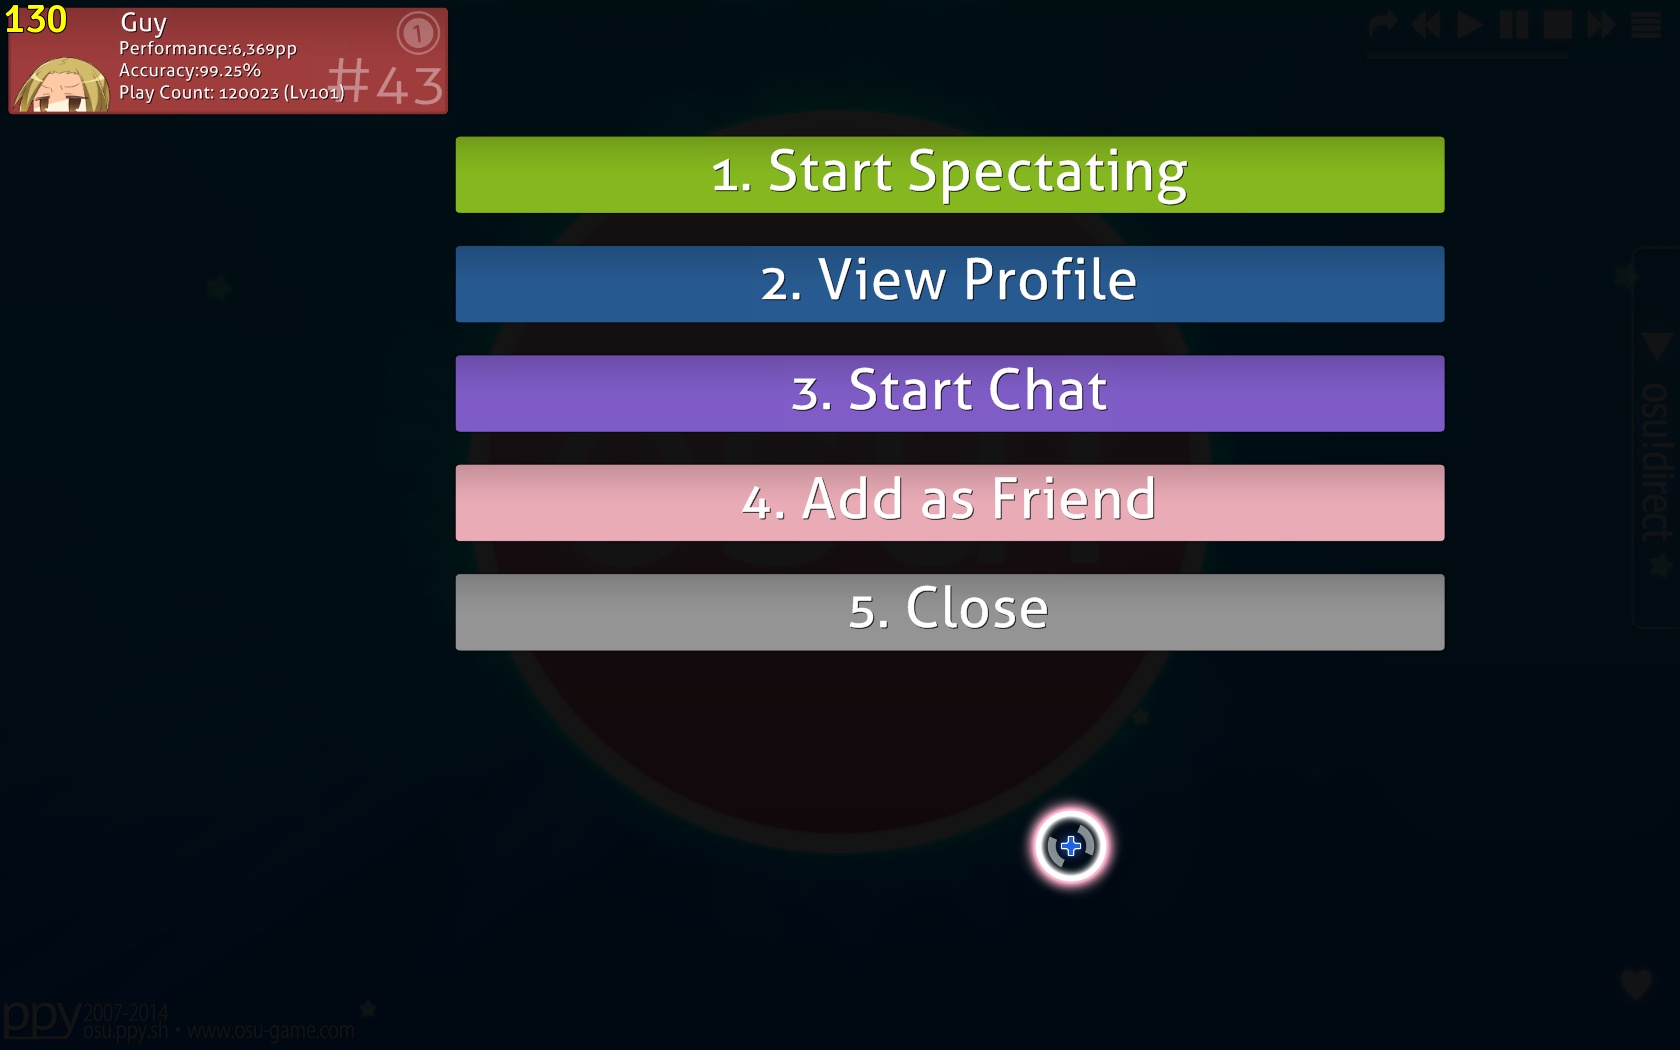 130
Guy
Performance:6,369pp
Accuracy:99.25%
Play Count: 120023 (Lv101)
#43
1
1. Start Spectating
2. View Profile
3. Start Chat
4. Add as Friend
5. Close
osu!direct
osu!
ppy 2007-2014
osu.ppy.sh • www.osu-game.com